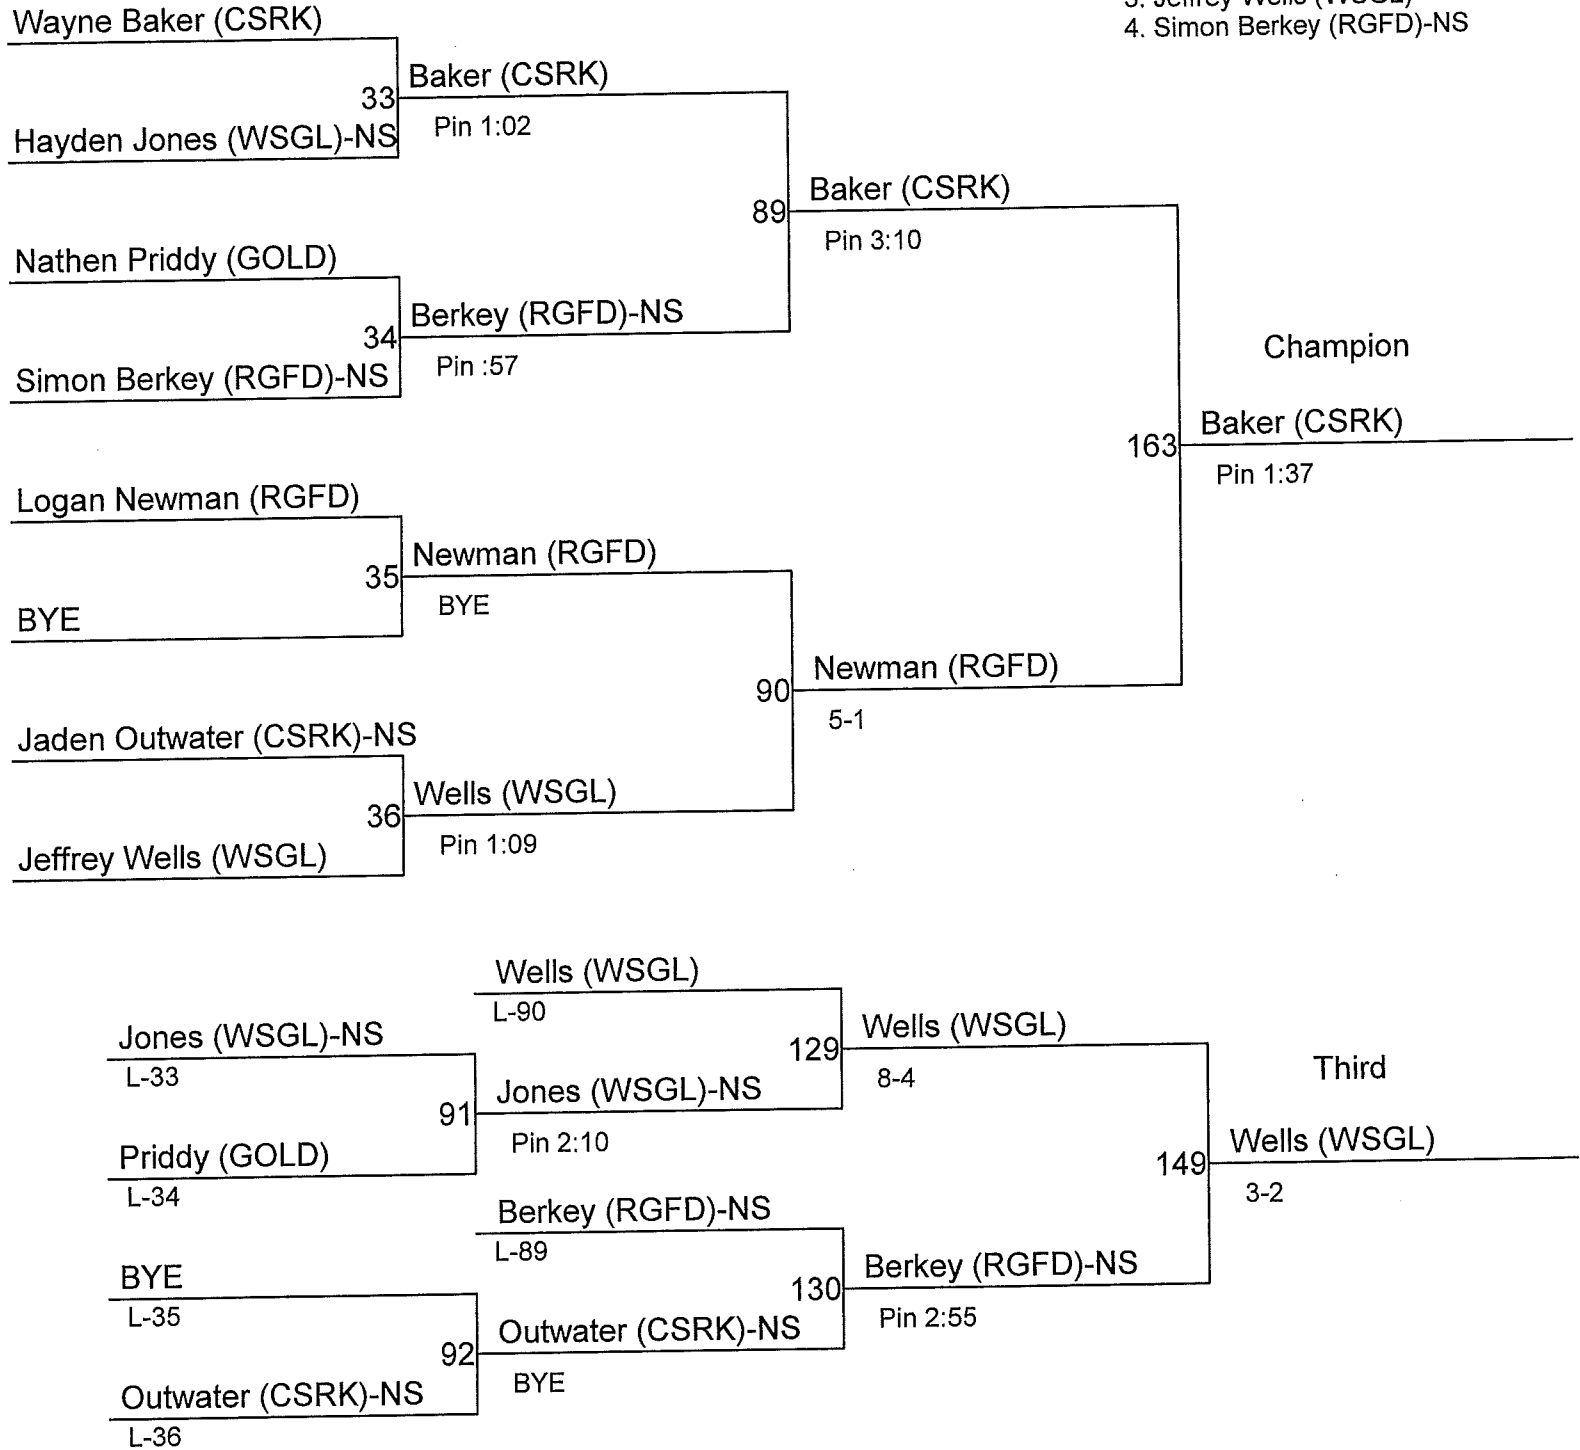 3. Jeffrey Wells (WSGL)
4. Simon Berkey (RGFD)-NS
Wayne Baker (CSRK)
33
Baker (CSRK)
Pin 1:02
Hayden Jones (WSGL)-NS
89
Baker (CSRK)
Pin 3:10
Nathen Priddy (GOLD)
34
Berkey (RGFD)-NS
Pin :57
Simon Berkey (RGFD)-NS
Champion
163
Baker (CSRK)
Pin 1:37
Logan Newman (RGFD)
35
Newman (RGFD)
BYE
BYE
90
Newman (RGFD)
5-1
Jaden Outwater (CSRK)-NS
36
Wells (WSGL)
Pin 1:09
Jeffrey Wells (WSGL)
Wells (WSGL)
L-90
Jones (WSGL)-NS
L-33
129
Wells (WSGL)
8-4
91
Jones (WSGL)-NS
Pin 2:10
Priddy (GOLD)
L-34
Third
149
Wells (WSGL)
3-2
Berkey (RGFD)-NS
L-89
BYE
L-35
130
Berkey (RGFD)-NS
Pin 2:55
92
Outwater (CSRK)-NS
BYE
Outwater (CSRK)-NS
L-36